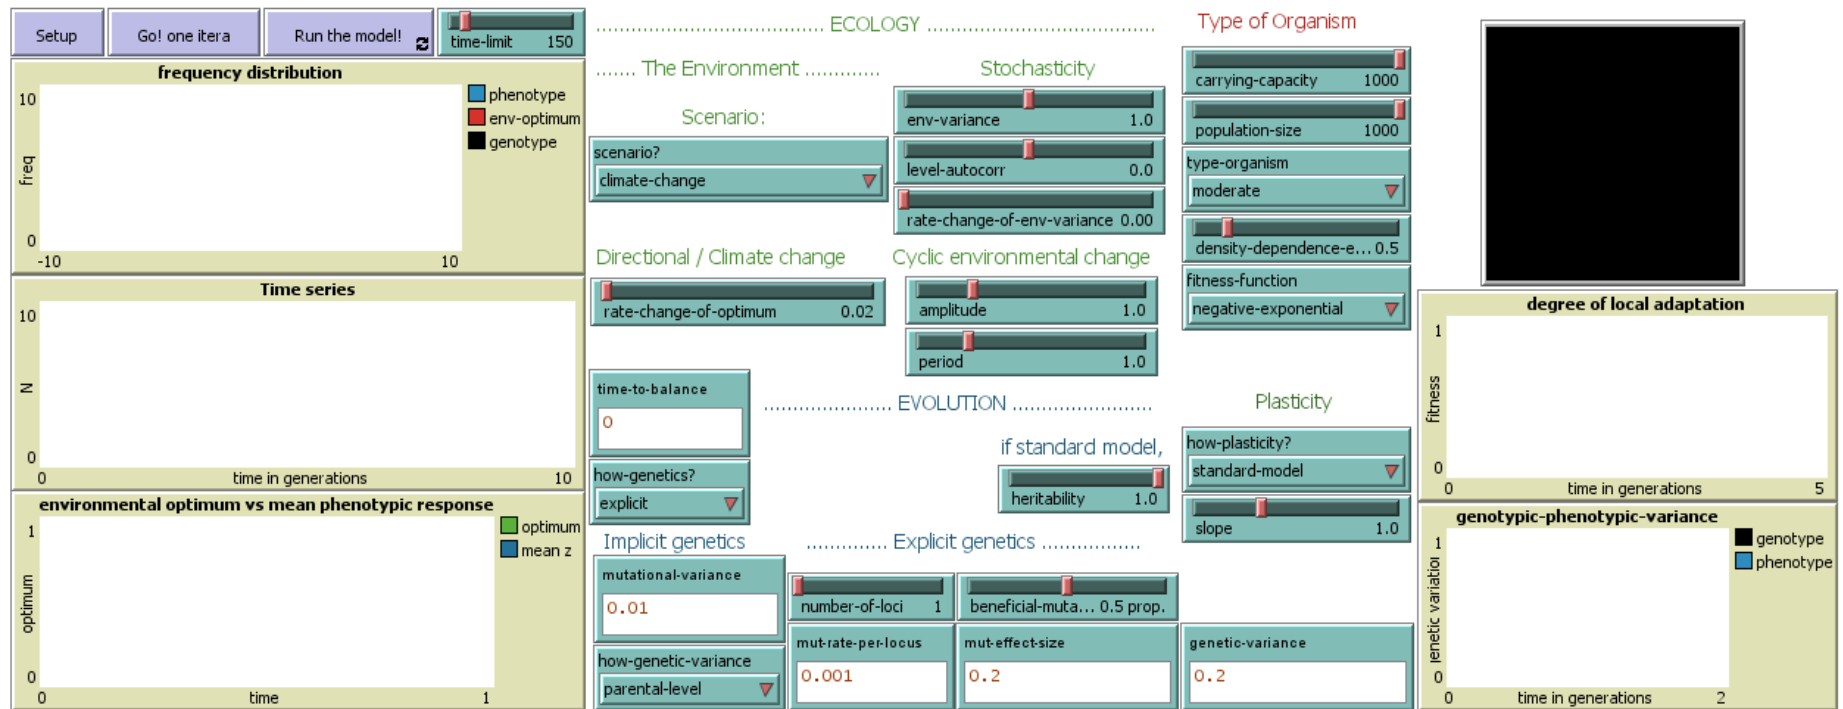 Setup
Go! one itera
Run the model!
time-limit 150
frequency distribution
10
freq
0
-10 10
phenotype
env-optimum
genotype
Time series
10
N
0
0 time in generations 10
environmental optimum vs mean phenotypic response
1
optimum
0
0 time 1
optimum
mean z
........................ ECOLOGY ........................
....... The Environment .............
Scenario:
scenario?
climate-change
Stochasticity
env-variance 1.0
level-autocorr 0.0
rate-change-of-env-variance 0.00
Directional / Climate change
rate-change-of-optimum 0.02
Cyclic environmental change
amplitude 1.0
period 1.0
time-to-balance
0
how-genetics?
explicit
...................... EVOLUTION ........................
if standard model,
heritability 1.0
Implicit genetics
mutational-variance
0.01
how-genetic-variance
parental-level
.............. Explicit genetics .................
number-of-loci 1
beneficial-muta... 0.5 prop.
mut-rate-per-locus
0.001
mut-effect-size
0.2
genetic-variance
0.2
Type of Organism
carrying-capacity 1000
population-size 1000
type-organism
moderate
density-dependence-e... 0.5
fitness-function
negative-exponential
Plasticity
how-plasticity?
standard-model
slope 1.0
degree of local adaptation
1
fitness
0
0 time in generations 5
genotypic-phenotypic-variance
1
lenetic variation
0
0 time in generations 2
genotype
phenotype